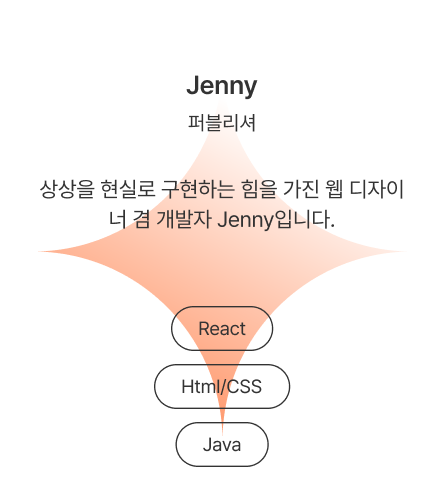 Jenny
퍼블리셔
상상을 현실로 구현하는 힘을 가진 웹 디자이
너 겸 개발자 Jenny입니다.
React
Html/CSS
Java